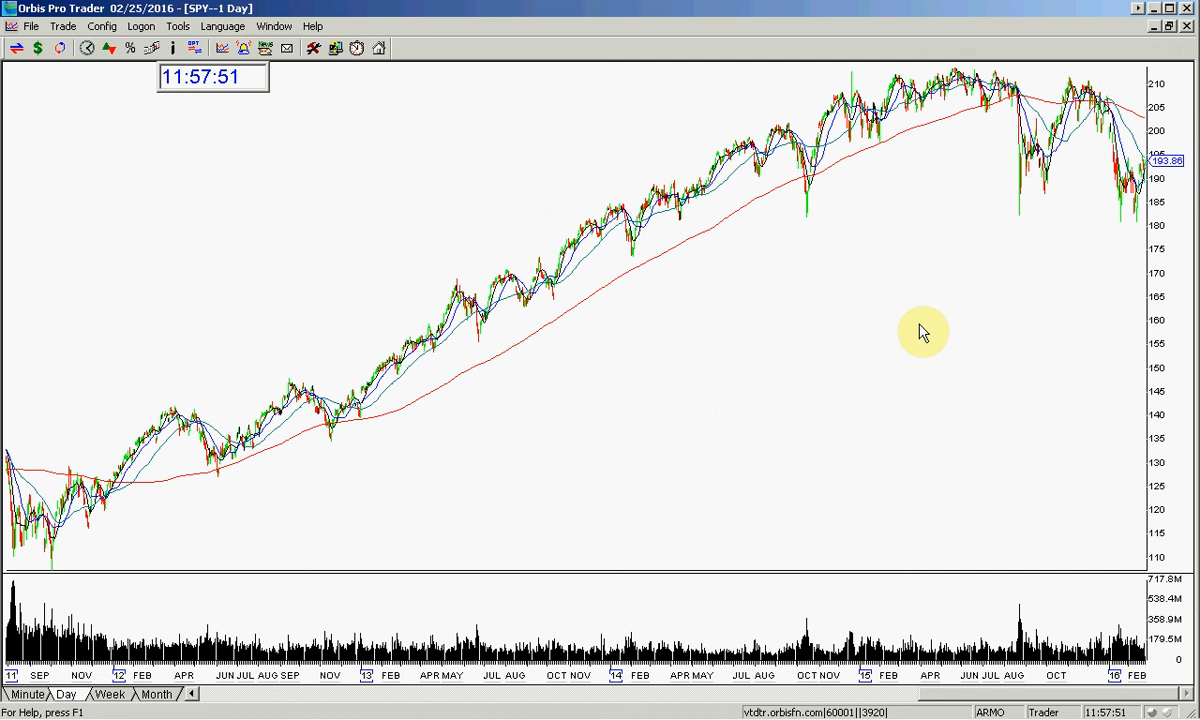 Orbis Pro Trader 02/25/2016 - [SPY--1 Day]
File Trade Config Logon Tools Language Window Help
OPT
News
11:57:51
210
205
200
195
193.86
190
185
180
175
170
165
160
155
150
145
140
135
130
125
120
115
110
717.8M
538.4M
358.9M
179.5M
0
11 SEP NOV 12 FEB APR JUN JUL AUG SEP NOV 13 FEB APR MAY JUL AUG OCT NOV 14 FEB APR MAY JUL AUG OCT NOV 15 FEB APR JUN JUL AUG OCT 16 FEB
Minute Day Week Month
For Help, press F1 vtdtr.orbisfn.com|60001||3920| ARMO Trader 11:57:51